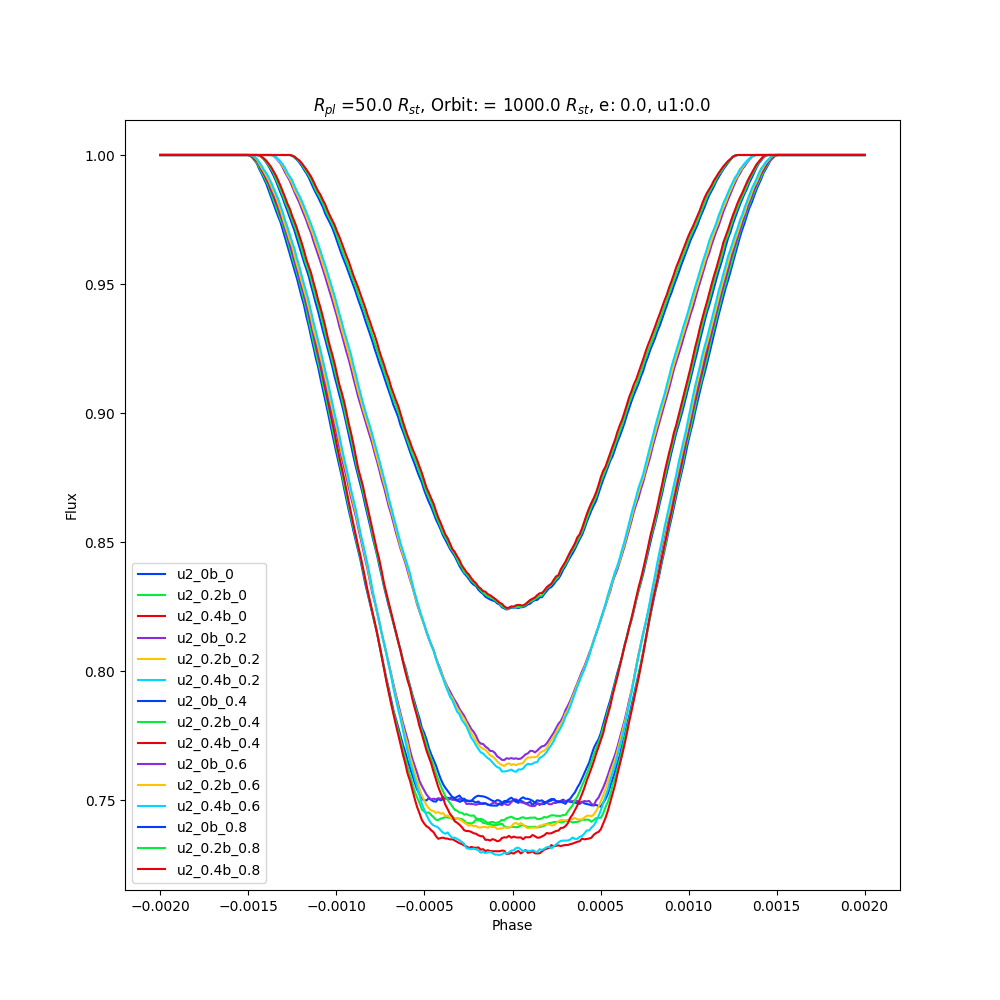 R_pl =50.0 R_st, Orbit: = 1000.0 R_st, e: 0.0, u1:0.0
1.00
0.95
0.90
0.85
0.80
0.75
Flux
u2_0b_0
u2_0.2b_0
u2_0.4b_0
u2_0b_0.2
u2_0.2b_0.2
u2_0.4b_0.2
u2_0b_0.4
u2_0.2b_0.4
u2_0.4b_0.4
u2_0b_0.6
u2_0.2b_0.6
u2_0.4b_0.6
u2_0b_0.8
u2_0.2b_0.8
u2_0.4b_0.8
−0.0020 −0.0015 −0.0010 −0.0005 0.0000 0.0005 0.0010 0.0015 0.0020
Phase